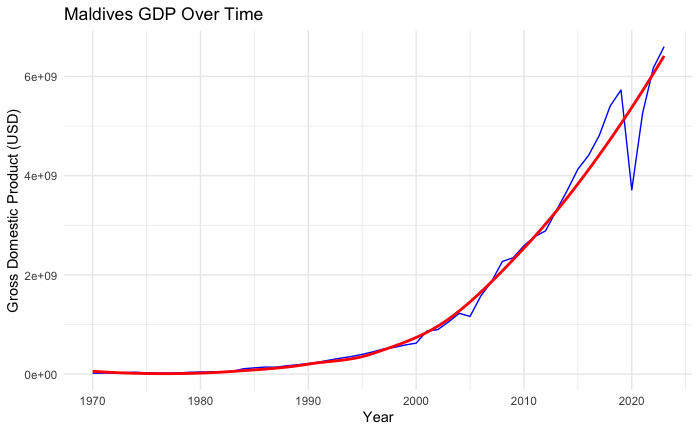 Maldives GDP Over Time
Gross Domestic Product (USD)
6e+09
4e+09
2e+09
0e+00
1970 1980 1990 2000 2010 2020
Year